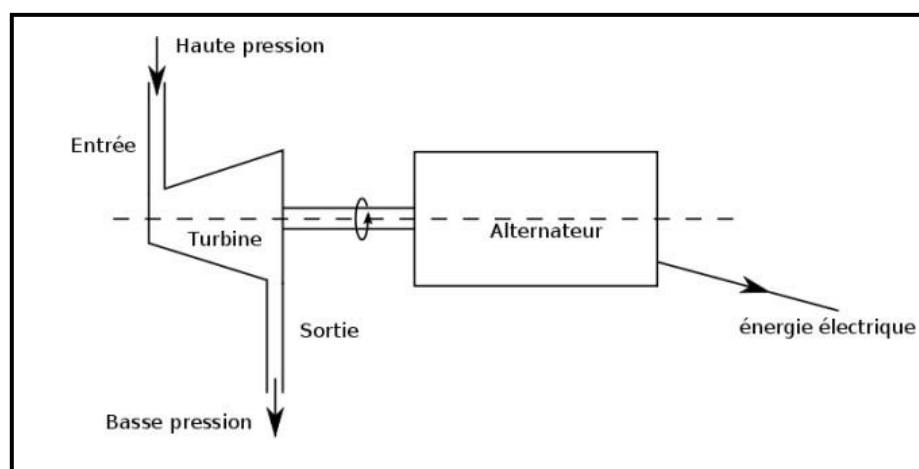 Haute pression
Entrée
Turbine
Alternateur
Sortie
énergie électrique
Basse pression